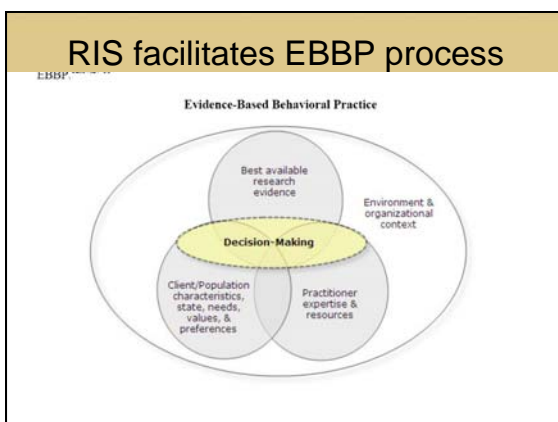 RIS facilitates EBBP process
EBBP.
Evidence-Based Behavioral Practice
Best available
research
evidence
Environment &
organizational
context
Decision-Making
Client/Population
characteristics,
state, needs,
values, &
preferences
Practitioner
expertise &
resources